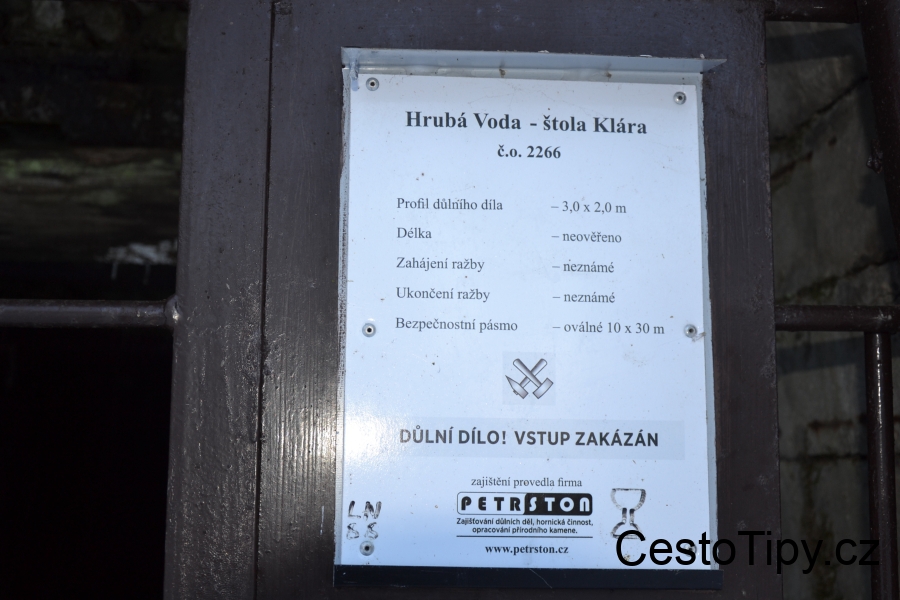 Hrubá Voda - štola Klára
č.o. 2266
Profil důlního díla – 3,0 x 2,0 m
Délka – neověřeno
Zahájení ražby – neznámé
Ukončení ražby – neznámé
Bezpečnostní pásmo – oválné 10 x 30 m
DŮLNÍ DÍLO! VSTUP ZAKÁZÁN
zajištění provedla firma
PETRSTON
Zajišťování důlních děl, hornická činnost,
opracování přírodního kamene.
www.petrston.cz
LN
88
CestoTipy.cz